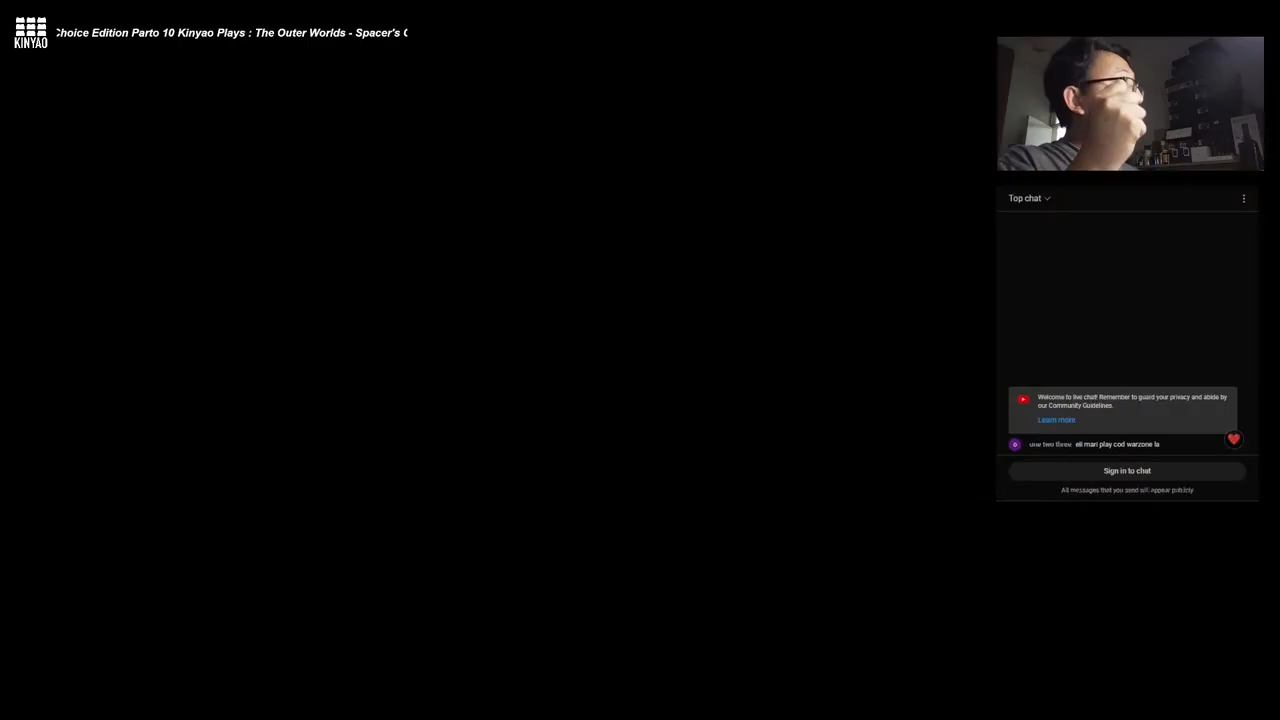 KINYAO
Choice Edition Parto 10 Kinyao Plays : The Outer Worlds - Spacer's C
Top chat
Welcome to live chat! Remember to guard your privacy and abide by
our Community Guidelines.
Learn more
one two three eii mari play cod warzone la
Sign in to chat
All messages that you send will appear publicly